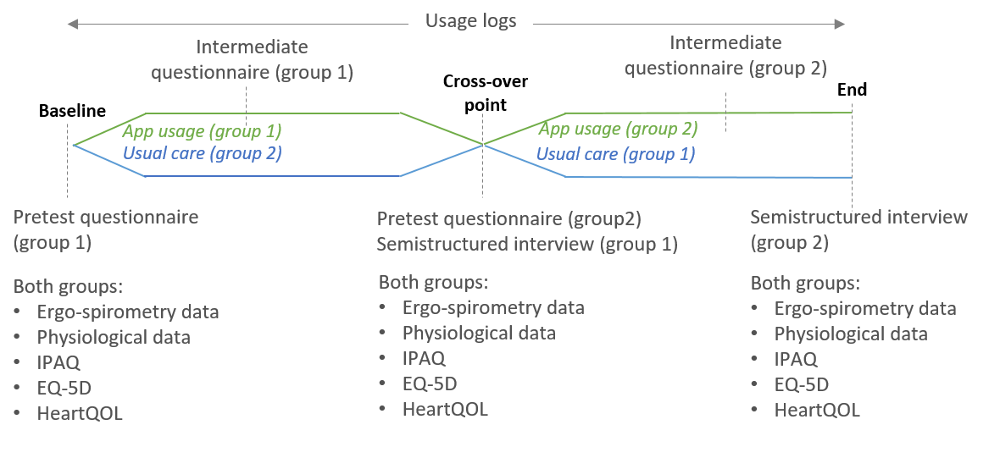 Usage logs
Intermediate
questionnaire (group 1)
Intermediate
questionnaire (group 2)
Baseline
Cross-over
point
End
App usage (group 1)
Usual care (group 2)
App usage (group 2)
Usual care (group 1)
Pretest questionnaire
(group 1)
Both groups:
• Ergo-spirometry data
• Physiological data
• IPAQ
• EQ-5D
• HeartQOL
Pretest questionnaire (group2)
Semistructured interview (group 1)
Both groups:
• Ergo-spirometry data
• Physiological data
• IPAQ
• EQ-5D
• HeartQOL
Semistructured interview
(group 2)
Both groups:
• Ergo-spirometry data
• Physiological data
• IPAQ
• EQ-5D
• HeartQOL